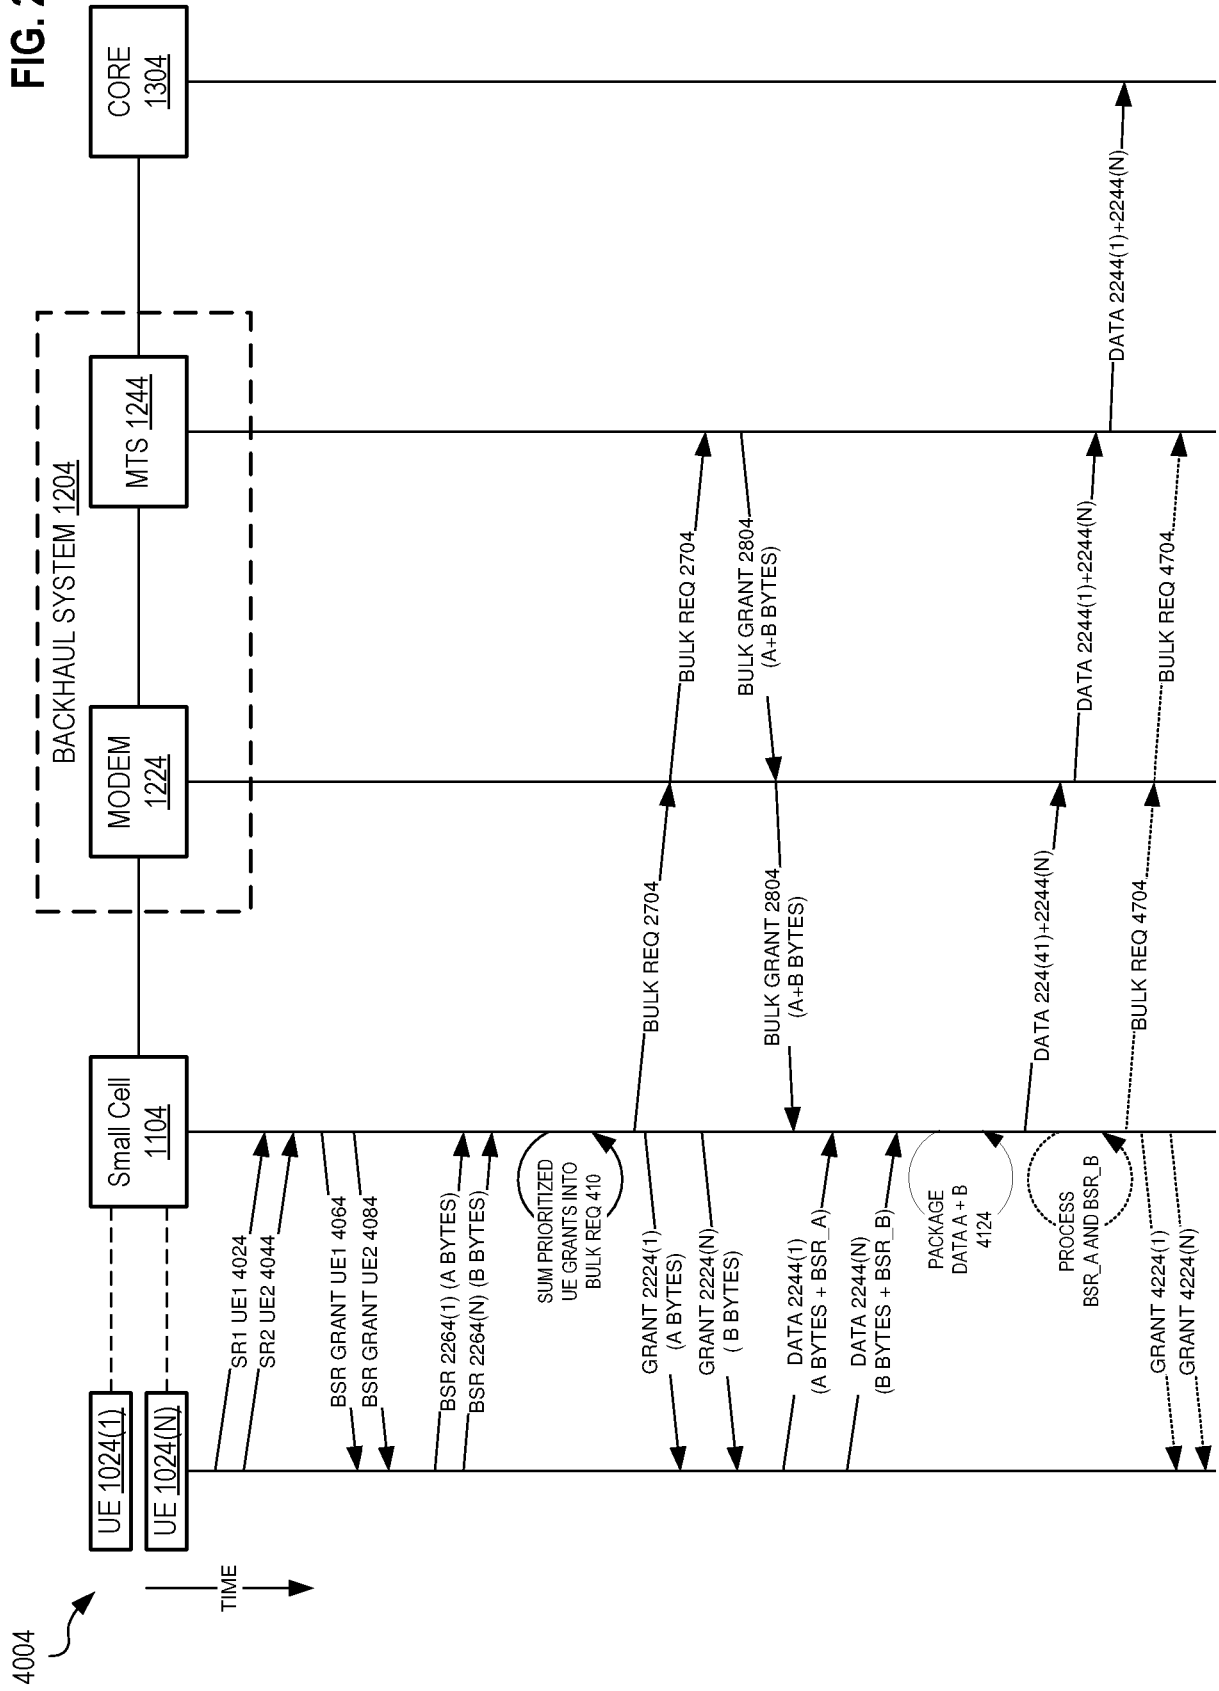 FIG. 2
4004
UE 1024(1)
UE 1024(N)
Small Cell
1104
BACKHAUL SYSTEM 1204
MODEM
1224
MTS 1244
CORE
1304
TIME
SR1 UE1 4024
SR2 UE2 4044
BSR GRANT UE1 4064
BSR GRANT UE2 4084
BSR 2264(1) (A BYTES)
BSR 2264(N) (B BYTES)
SUM PRIORITIZED
UE GRANTS INTO
BULK REQ 410
BULK REQ 2704
BULK REQ 2704
GRANT 2224(1)
(A BYTES)
GRANT 2224(N)
( B BYTES)
BULK GRANT 2804
(A+B BYTES)
BULK GRANT 2804
(A+B BYTES)
DATA 2244(1)
(A BYTES + BSR_A)
DATA 2244(N)
(B BYTES + BSR_B)
PACKAGE
DATA A + B
4124
DATA 224(41)+2244(N)
DATA 2244(1)+2244(N)
DATA 2244(1)+2244(N)
PROCESS
BSR_A AND BSR_B
BULK REQ 4704
BULK REQ 4704
GRANT 4224(1)
GRANT 4224(N)